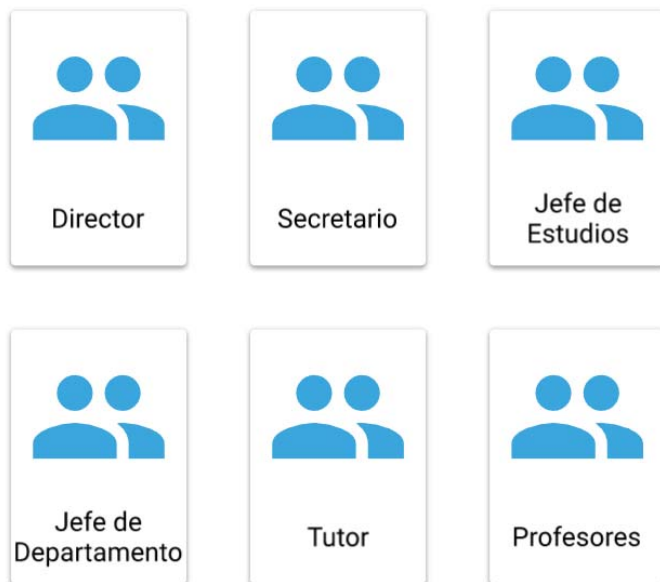 Director
Secretario
Jefe de
Estudios
Jefe de
Departamento
Tutor
Profesores